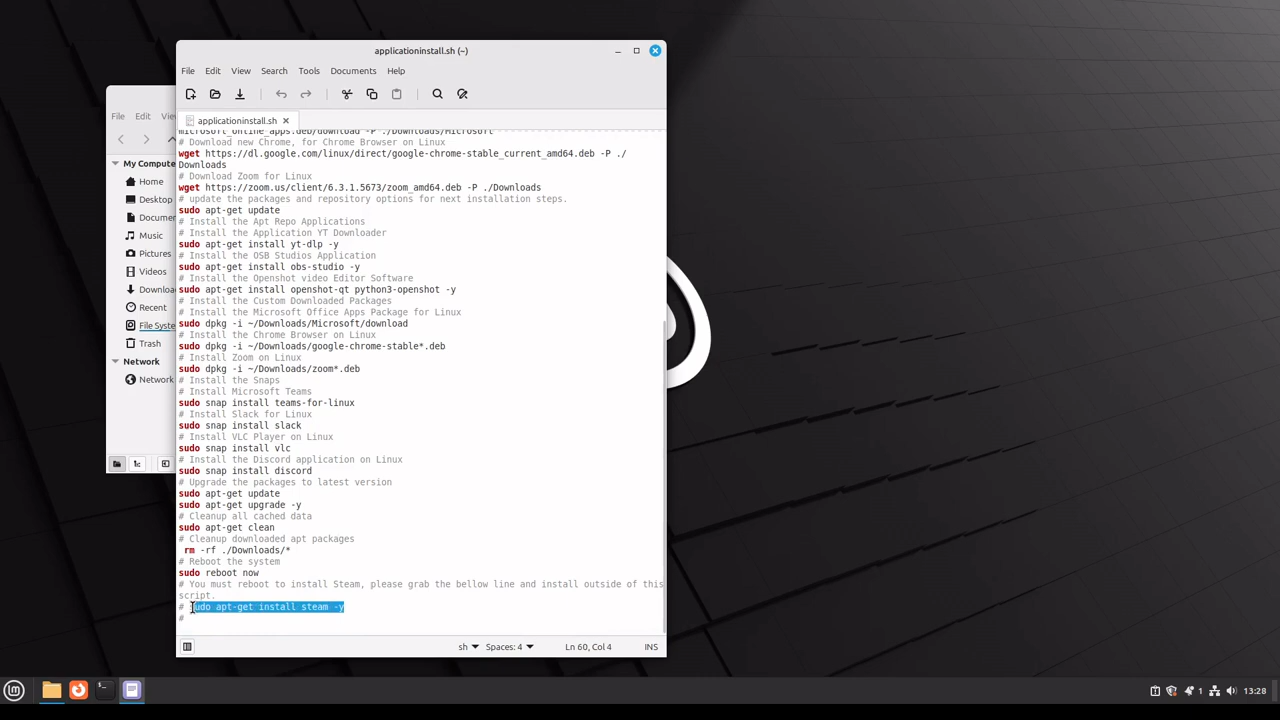 applicationinstall.sh (~)
File Edit View Search Tools Documents Help
applicationinstall.sh
File Edit
My Compute
Home
Desktop
Music
Pictures
Videos
Recent
File Syste
Trash
Network
Network
microsoft_online_apps.deb/download -P ./Downloads/Microsoft
# Download new Chrome, for Chrome Browser on Linux
wget https://dl.google.com/linux/direct/google-chrome-stable_current_amd64.deb -P ./
Downloads
# Download Zoom for Linux
wget https://zoom.us/client/6.3.1.5673/zoom_amd64.deb -P ./Downloads
# update the packages and repository options for next installation steps.
sudo apt-get update
# Install the Apt Repo Applications
# Install the Application YT Downloader
sudo apt-get install yt-dlp -y
# Install the OSB Studios Application
sudo apt-get install obs-studio -y
# Install the Openshot video Editor Software
sudo apt-get install openshot-qt python3-openshot -y
# Install the Custom Downloaded Packages
# Install the Microsoft Office Apps Package for Linux
sudo dpkg -i ~/Downloads/Microsoft/download
# Install the Chrome Browser on Linux
sudo dpkg -i ~/Downloads/google-chrome-stable*.deb
# Install Zoom on Linux
sudo dpkg -i ~/Downloads/zoom*.deb
# Install the Snaps
# Install Microsoft Teams
sudo snap install teams-for-linux
# Install Slack for Linux
sudo snap install slack
# Install VLC Player on Linux
sudo snap install vlc
# Install the Discord application on Linux
sudo snap install discord
# Upgrade the packages to latest version
sudo apt-get update
sudo apt-get upgrade -y
# Cleanup all cached data
sudo apt-get clean
# Cleanup downloaded apt packages
rm -rf ./Downloads/*
# Reboot the system
sudo reboot now
# You must reboot to install Steam, please grab the bellow line and install outside of this
script.
# sudo apt-get install steam -y
#
sh Spaces: 4 Ln 60, Col 4 INS
1 13:28